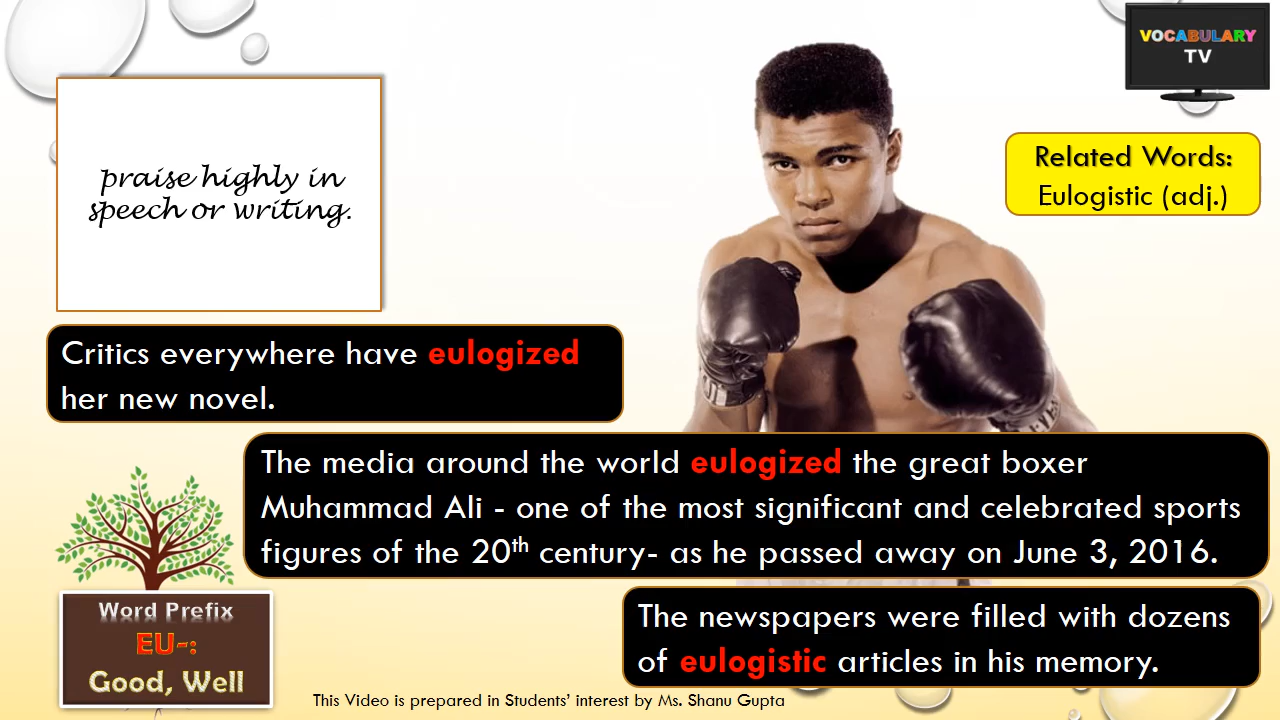 VOCABULARY
TV
praise highly in
speech or writing.
Related Words:
Eulogistic (adj.)
Critics everywhere have eulogized
her new novel.
The media around the world eulogized the great boxer
Muhammad Ali - one of the most significant and celebrated sports
figures of the 20th century- as he passed away on June 3, 2016.
Word Prefix
EU-:
Good, Well
The newspapers were filled with dozens
of eulogistic articles in his memory.
This Video is prepared in Students’ interest by Ms. Shanu Gupta